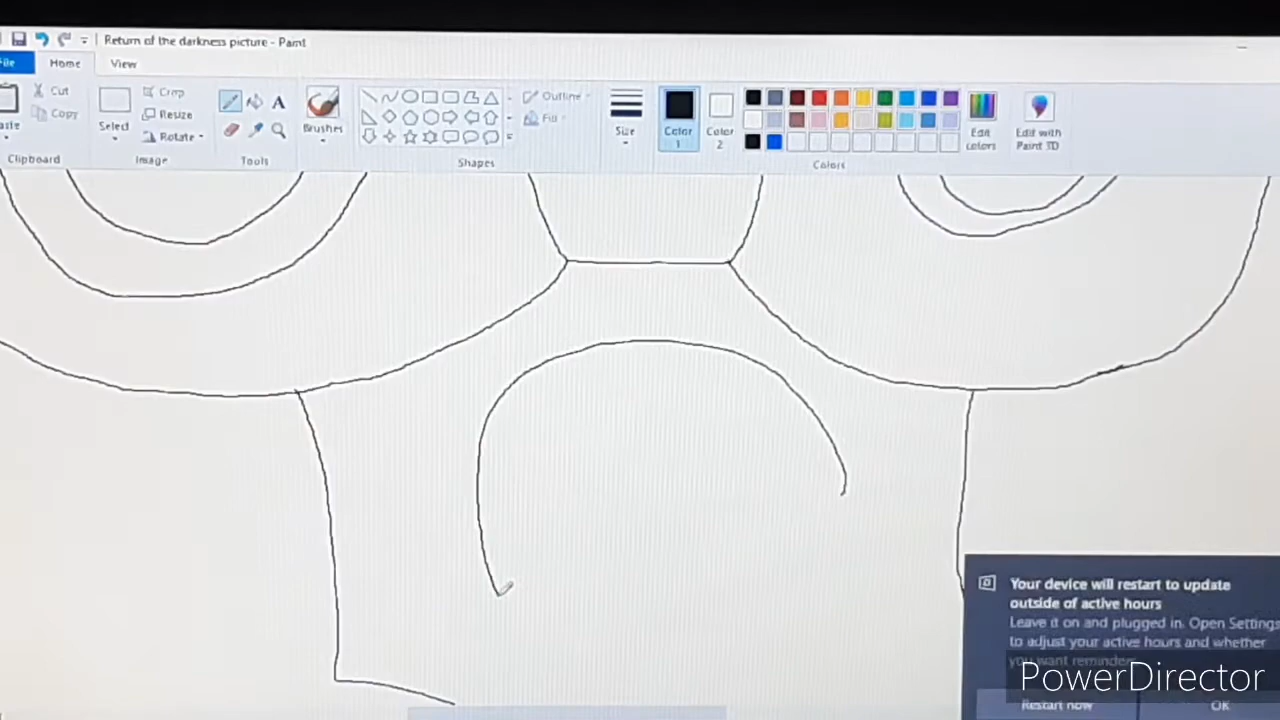 Return of the darkness picture - Paint
File Home View
Cut
Copy
Clipboard
Select
Crop
Resize
Rotate
Image
A
Tools
Brushes
Shapes
Outline
Fill
Size
Color 1
Color 2
Edit colors
Edit with Paint 3D
Colors
Your device will restart to update
outside of active hours
Leave it on and plugged in. Open Settings
to adjust your active hours and whether
you want reminders
PowerDirector
Restart now
OK